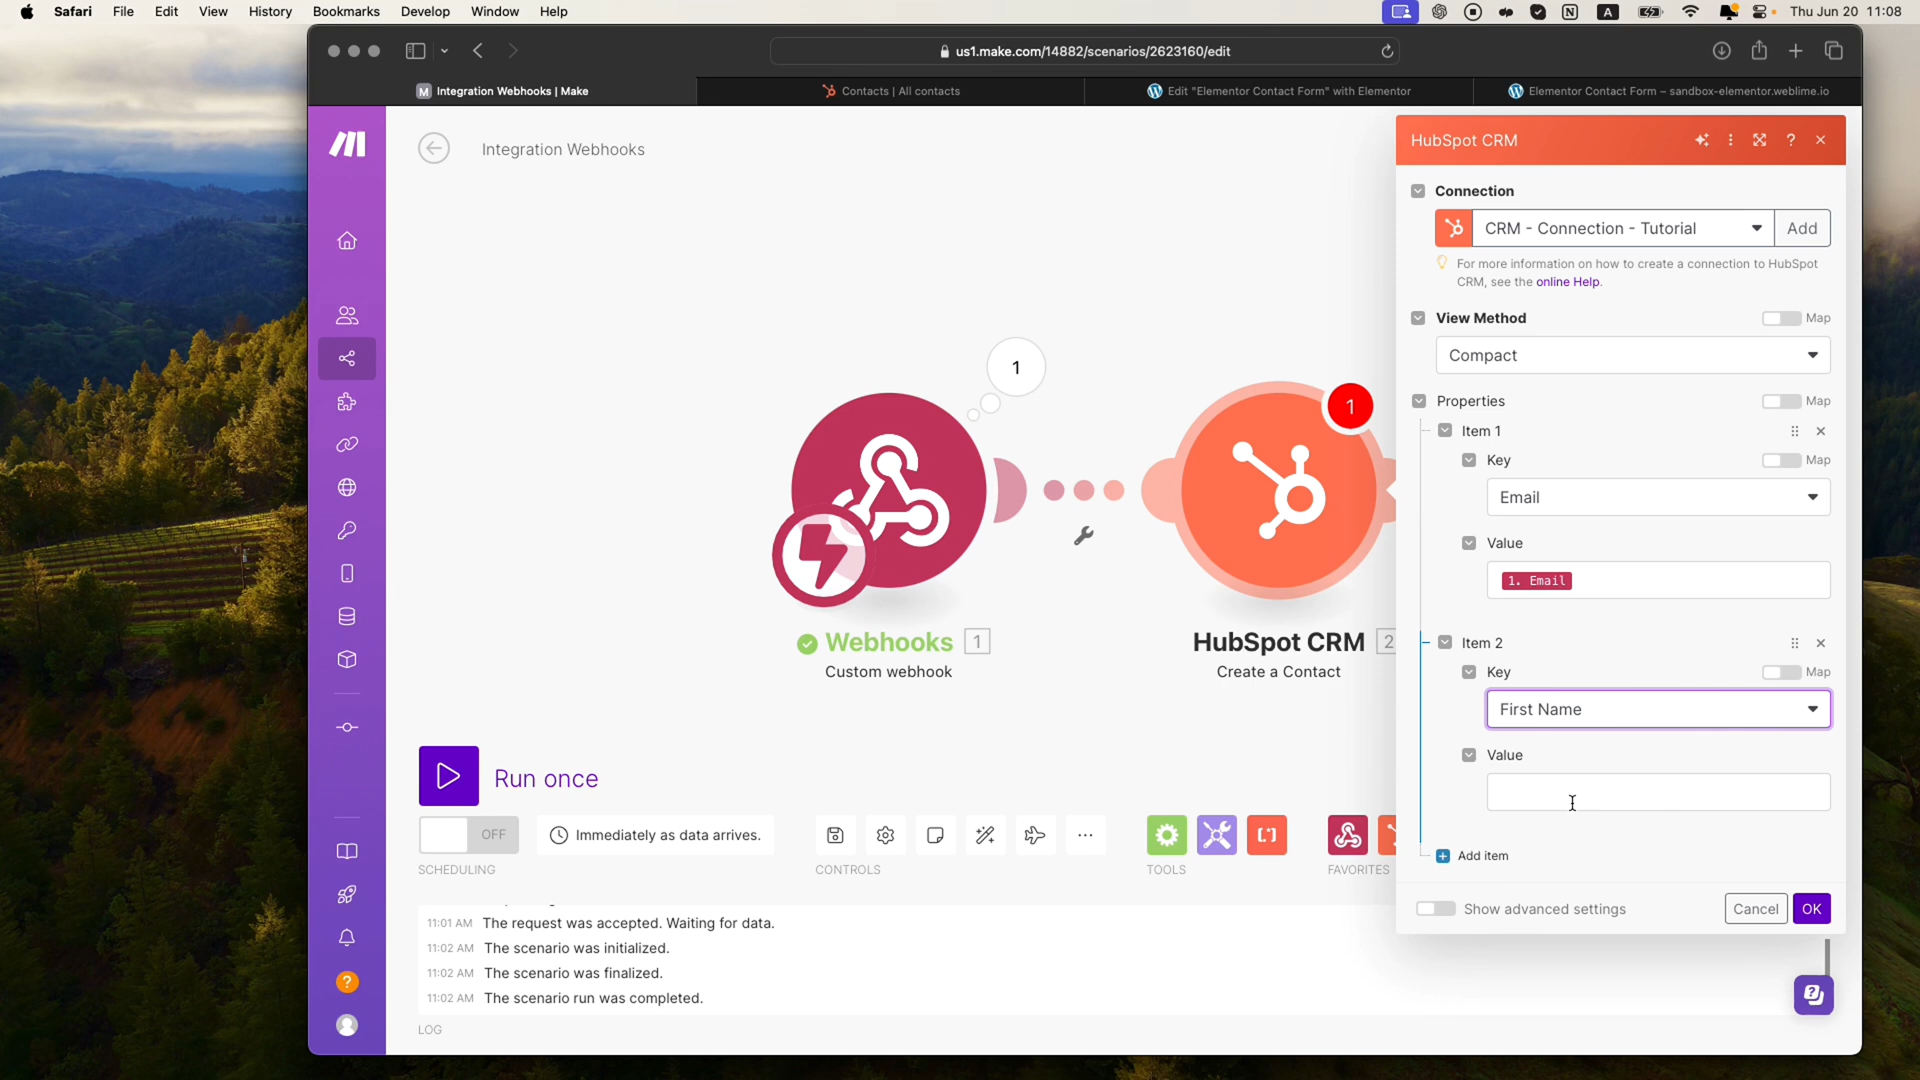 Safari File Edit View History Bookmarks Develop Window Help
A
Thu Jun 20 11:08
us1.make.com/14882/scenarios/2623160/edit
M Integration Webhooks | Make
Contacts | All contacts
Edit "Elementor Contact Form" with Elementor
Elementor Contact Form – sandbox-elementor.weblime.io
Integration Webhooks
1
1
Webhooks 1
Custom webhook
HubSpot CRM 2
Create a Contact
Run once
OFF
Immediately as data arrives.
SCHEDULING
CONTROLS
TOOLS
FAVORITES
11:01 AM The request was accepted. Waiting for data.
11:02 AM The scenario was initialized.
11:02 AM The scenario was finalized.
11:02 AM The scenario run was completed.
LOG
HubSpot CRM
?
Connection
CRM - Connection - Tutorial
Add
For more information on how to create a connection to HubSpot
CRM, see the online Help.
View Method
Map
Compact
Properties
Map
Item 1
Key
Map
Email
Value
1. Email
Item 2
Key
Map
First Name
Value
Add item
Show advanced settings
Cancel
OK
?
?